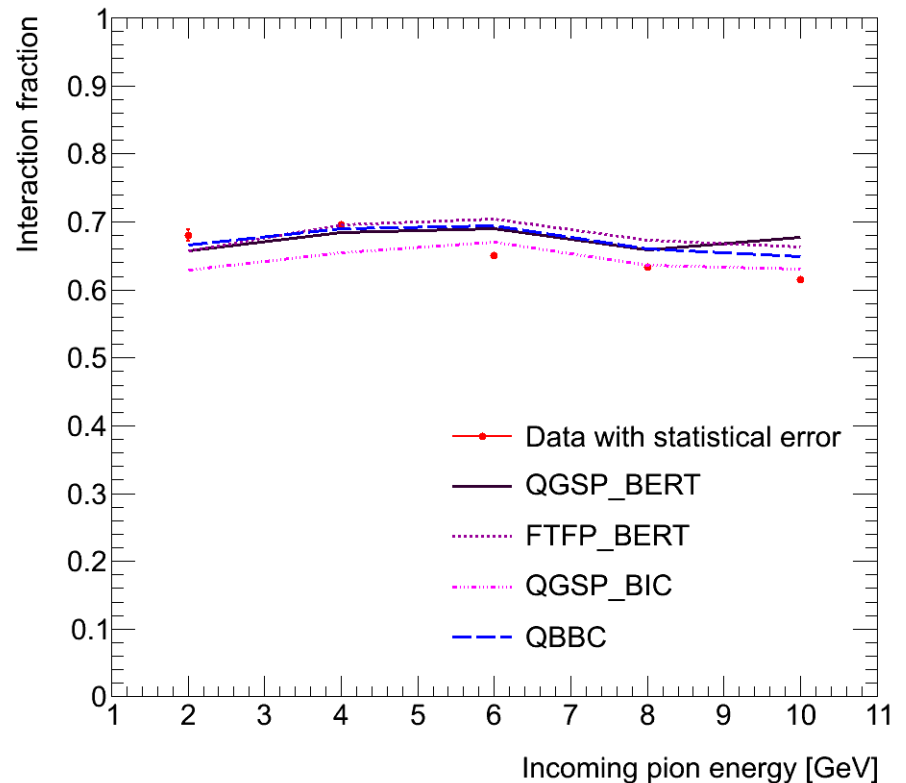 Interaction fraction
1
0.9
0.8
0.7
0.6
0.5
0.4
0.3
0.2
0.1
0
Data with statistical error
QGSP_BERT
FTFP_BERT
QGSP_BIC
QBBC
1 2 3 4 5 6 7 8 9 10 11
Incoming pion energy [GeV]